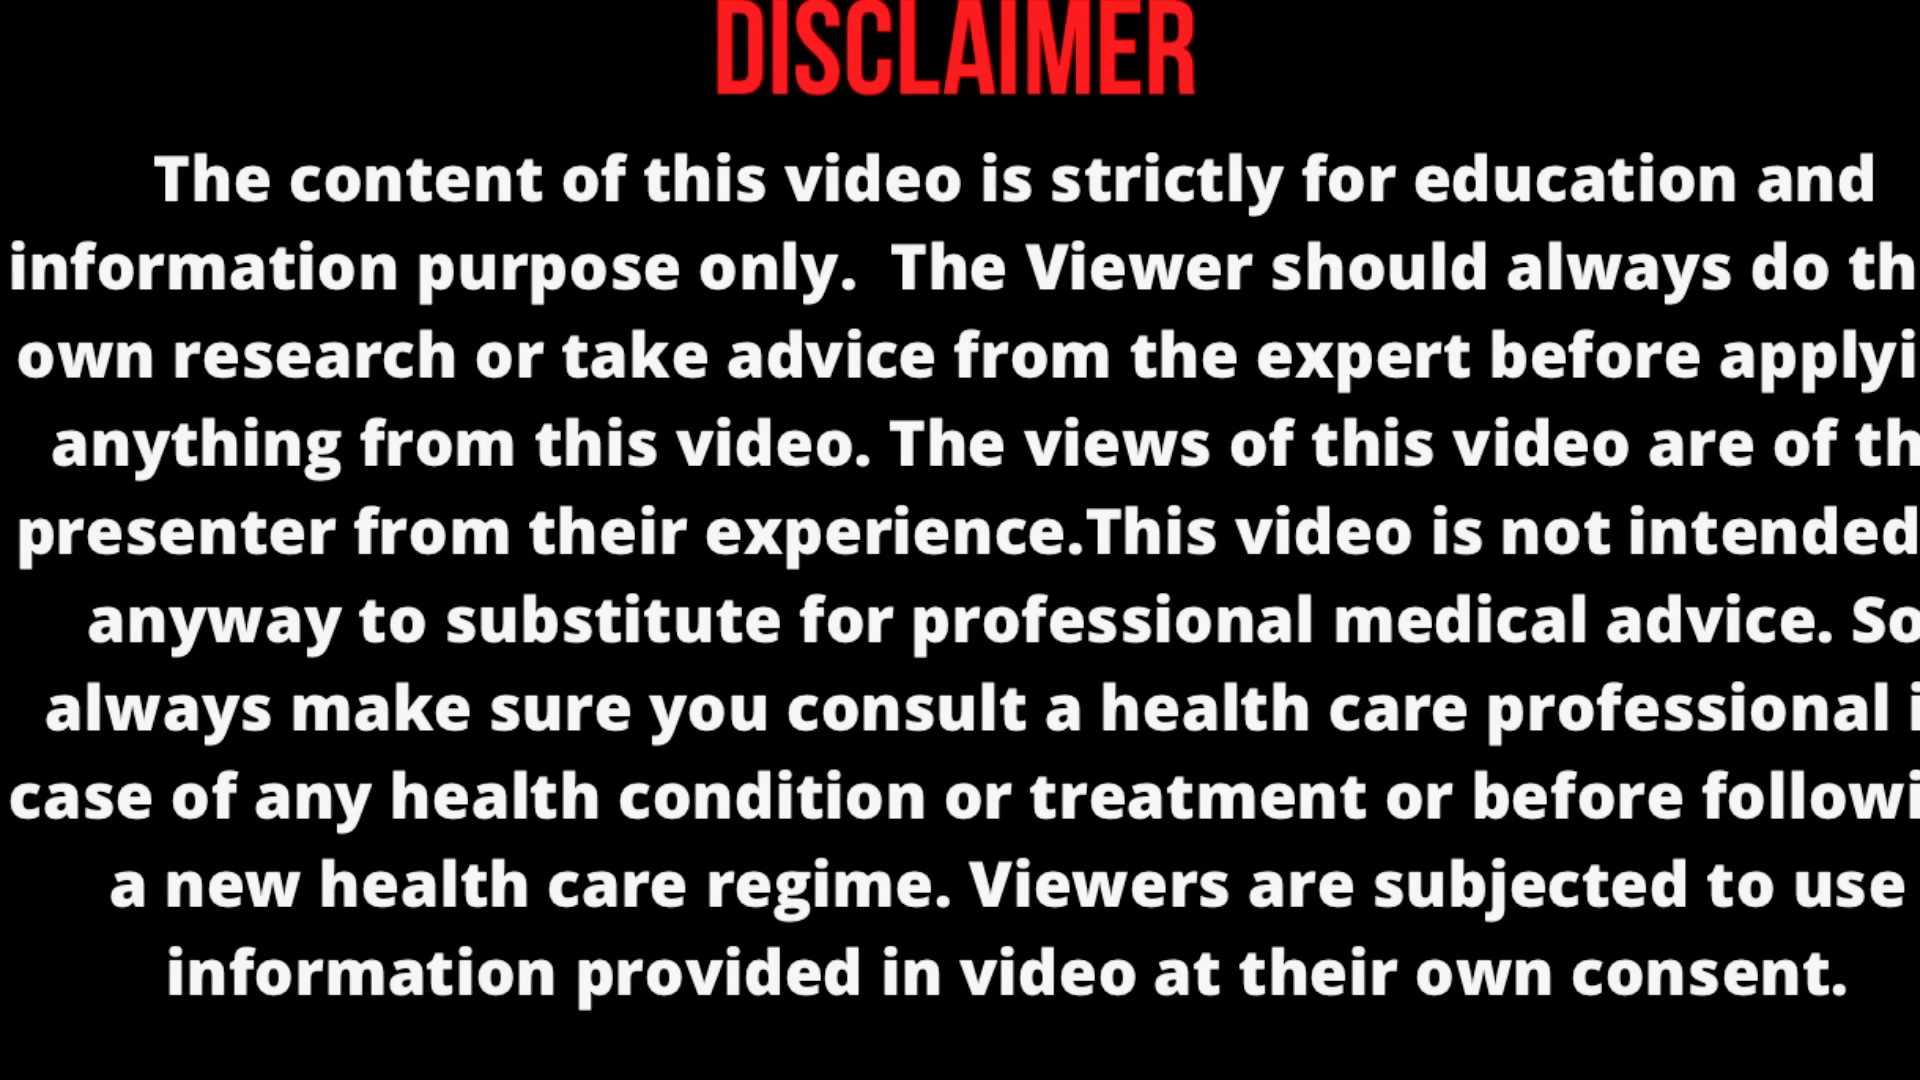 DISCLAIMER
The content of this video is strictly for education and
information purpose only.  The Viewer should always do th
own research or take advice from the expert before applyi
anything from this video. The views of this video are of th
presenter from their experience.This video is not intended
anyway to substitute for professional medical advice. So
always make sure you consult a health care professional i
case of any health condition or treatment or before followi
a new health care regime. Viewers are subjected to use
information provided in video at their own consent.